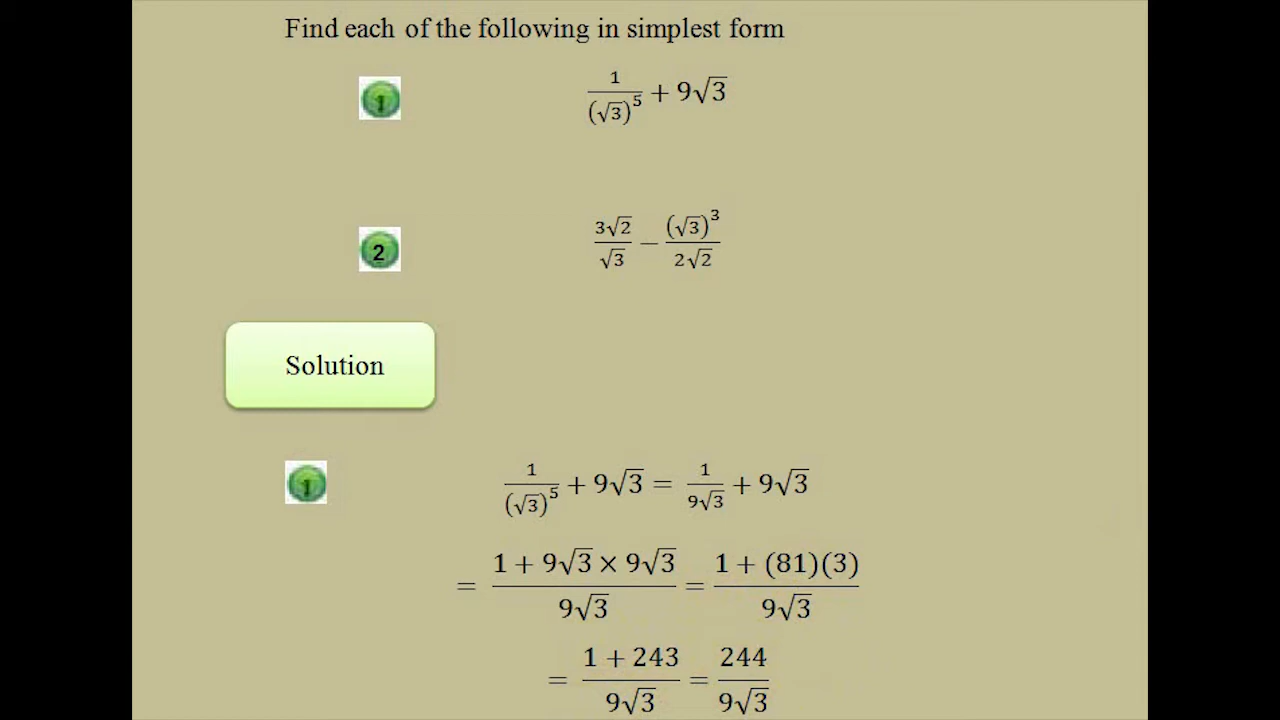 Find each of the following in simplest form
1 1/(√3)^5 + 9√3
2 3√2/√3 − (√3)^3/2√2
Solution
1 1/(√3)^5 + 9√3 = 1/9√3 + 9√3
= (1 + 9√3 × 9√3)/9√3 = (1 + (81)(3))/9√3
= (1 + 243)/9√3 = 244/9√3